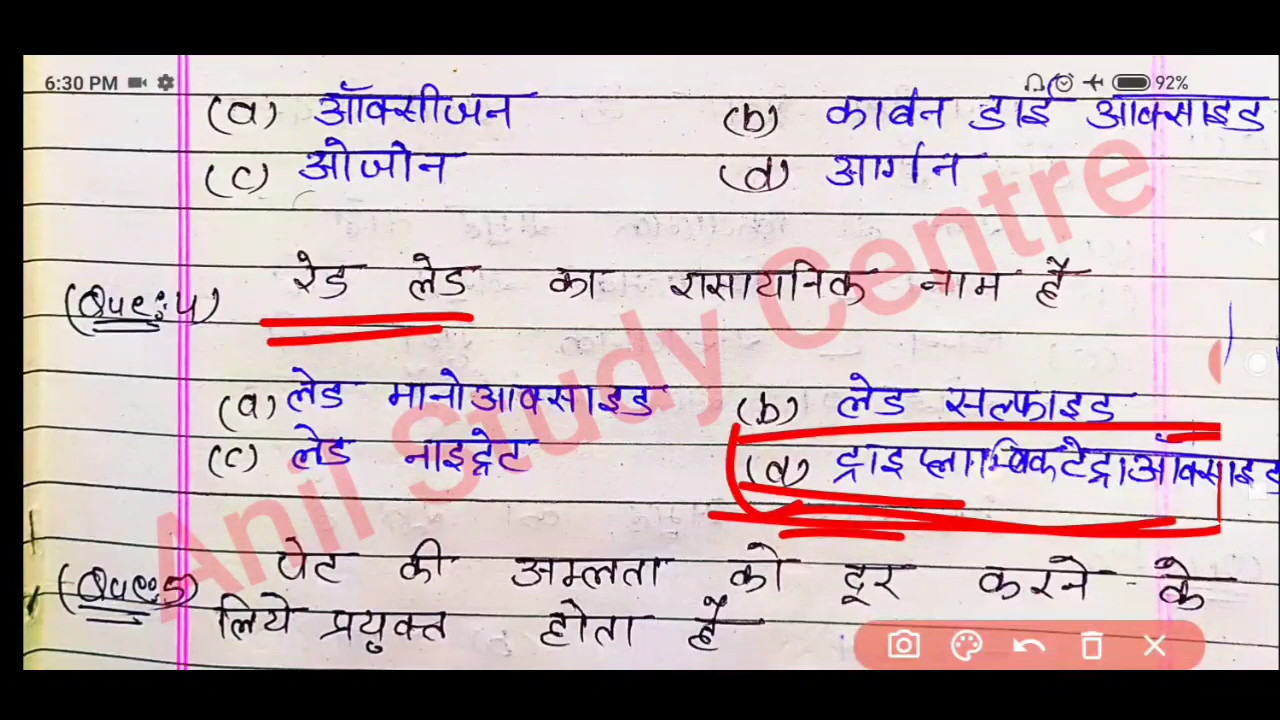 6:30 PM 92%
(a) ऑक्सीजन (b) कार्बन डाई ऑक्साइड
(c) ओजोन (d) आर्गन
(Que:4) रेड लेड का रासायनिक नाम है
(a) लेड मानोआक्साइड (b) लेड सल्फाइड
(c) लेड नाइट्रेट (d) ट्राइप्लाम्बिकटेट्राऑक्साइड
(Que:5) पेट की अम्लता को दूर करने के
लिये प्रयुक्त होता है
Anil Study Centre